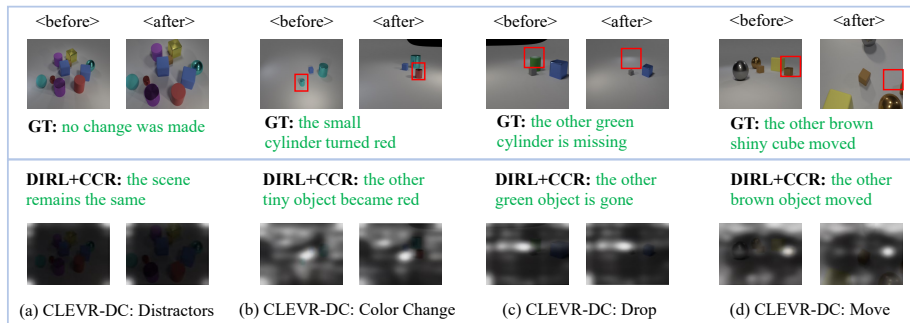 <before> <after> <before> <after> <before> <after> <before> <after>
GT: no change was made
GT: the small
cylinder turned red
GT: the other green
cylinder is missing
GT: the other brown
shiny cube moved
DIRL+CCR: the scene
remains the same
DIRL+CCR: the other
tiny object became red
DIRL+CCR: the other
green object is gone
DIRL+CCR: the other
brown object moved
(a) CLEVR-DC: Distractors
(b) CLEVR-DC: Color Change
(c) CLEVR-DC: Drop
(d) CLEVR-DC: Move